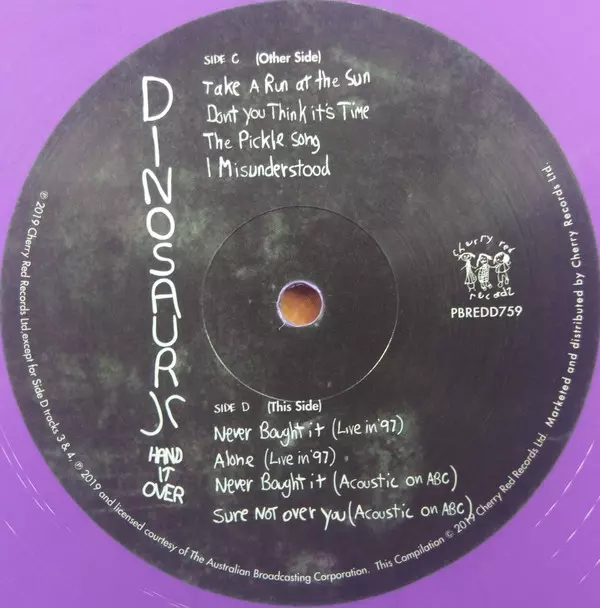 SIDE C (Other Side)
Take A Run at the Sun
Don't you Think it's Time
The Pickle Song
I Misunderstood
DINOSAUR JR
HAND
IT
OVER
cherry red
records
PBREDD759
SIDE D (This Side)
Never Bought it (Live in '97)
Alone (Live in '97)
Never Bought it (Acoustic on ABC)
Sure Not over you (Acoustic on ABC)
℗ 2019 Cherry Red Records Ltd, except for Side D tracks 3 & 4, ℗ 2019 and licensed courtesy of The Australian Broadcasting Corporation. This Compilation © 2019 Cherry Red Records Ltd. Marketed and distributed by Cherry Records Ltd.